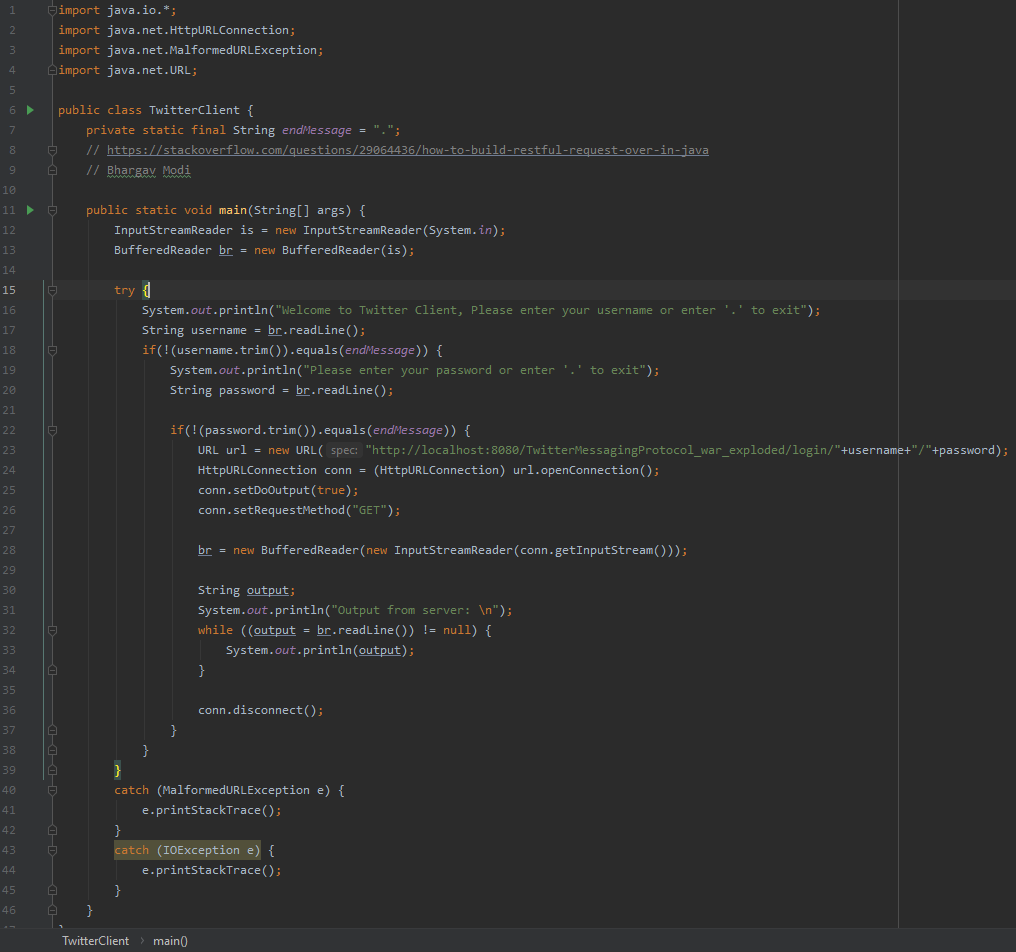 1 import java.io.*;
2 import java.net.HttpURLConnection;
3 import java.net.MalformedURLException;
4 import java.net.URL;
5
6 public class TwitterClient {
7     private static final String endMessage = ".";
8     // https://stackoverflow.com/questions/29064436/how-to-build-restful-request-over-in-java
9     // Bhargav Modi
10
11     public static void main(String[] args) {
12         InputStreamReader is = new InputStreamReader(System.in);
13         BufferedReader br = new BufferedReader(is);
14
15         try {
16             System.out.println("Welcome to Twitter Client, Please enter your username or enter '.' to exit");
17             String username = br.readLine();
18             if(!(username.trim()).equals(endMessage)) {
19                 System.out.println("Please enter your password or enter '.' to exit");
20                 String password = br.readLine();
21
22                 if(!(password.trim()).equals(endMessage)) {
23                     URL url = new URL( spec: "http://localhost:8080/TwitterMessagingProtocol_war_exploded/login/"+username+"/"+password);
24                     HttpURLConnection conn = (HttpURLConnection) url.openConnection();
25                     conn.setDoOutput(true);
26                     conn.setRequestMethod("GET");
27
28                     br = new BufferedReader(new InputStreamReader(conn.getInputStream()));
29
30                     String output;
31                     System.out.println("Output from server: \n");
32                     while ((output = br.readLine()) != null) {
33                         System.out.println(output);
34                     }
35
36                     conn.disconnect();
37                 }
38             }
39         }
40         catch (MalformedURLException e) {
41             e.printStackTrace();
42         }
43         catch (IOException e) {
44             e.printStackTrace();
45         }
46     }
TwitterClient > main()